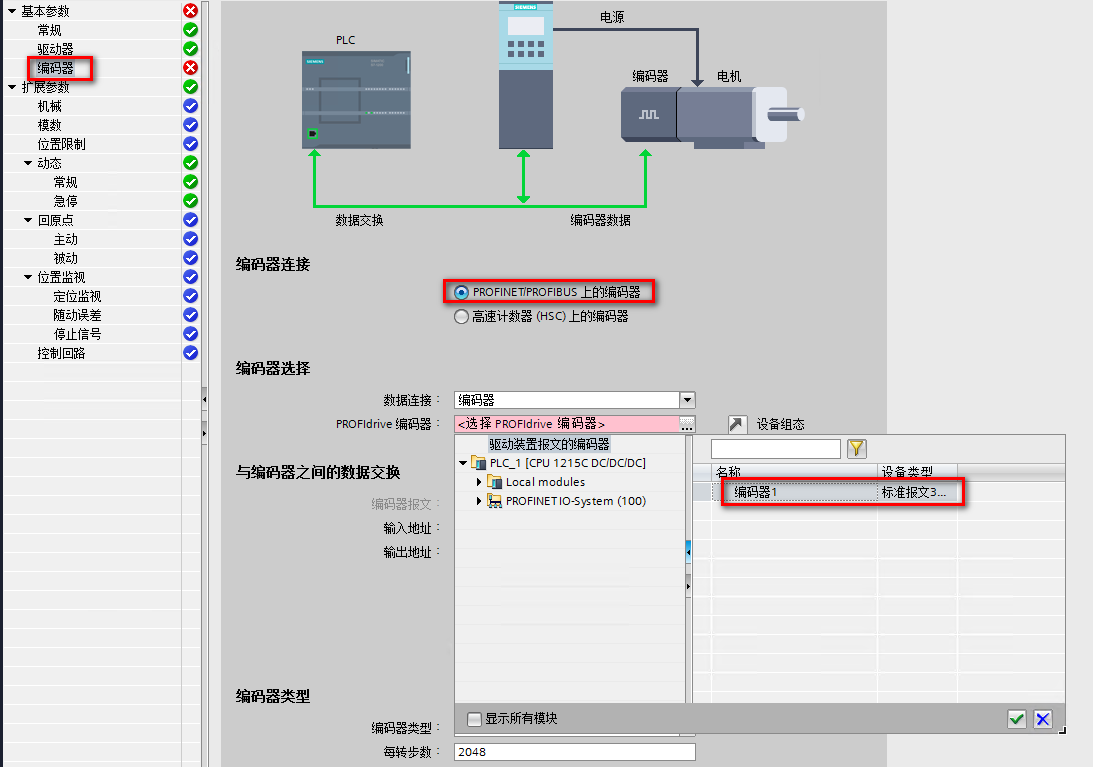 基本参数
常规
驱动器
编码器
扩展参数
机械
模数
位置限制
动态
常规
急停
回原点
主动
被动
位置监视
定位监视
随动误差
停止信号
控制回路
SIEMENS
电源
PLC
SIEMENS
编码器
电机
数据交换
编码器数据
编码器连接
PROFINET/PROFIBUS 上的编码器
高速计数器 (HSC) 上的编码器
编码器选择
数据连接：
编码器
PROFIdrive 编码器：
<选择 PROFIdrive 编码器>
...
设备组态
驱动装置报文的编码器
PLC_1 [CPU 1215C DC/DC/DC]
Local modules
PROFINET IO-System (100)
名称
设备类型
编码器1
标准报文3...
与编码器之间的数据交换
编码器报文：
输入地址：
输出地址：
显示所有模块
编码器类型
编码器类型：
每转步数：
2048